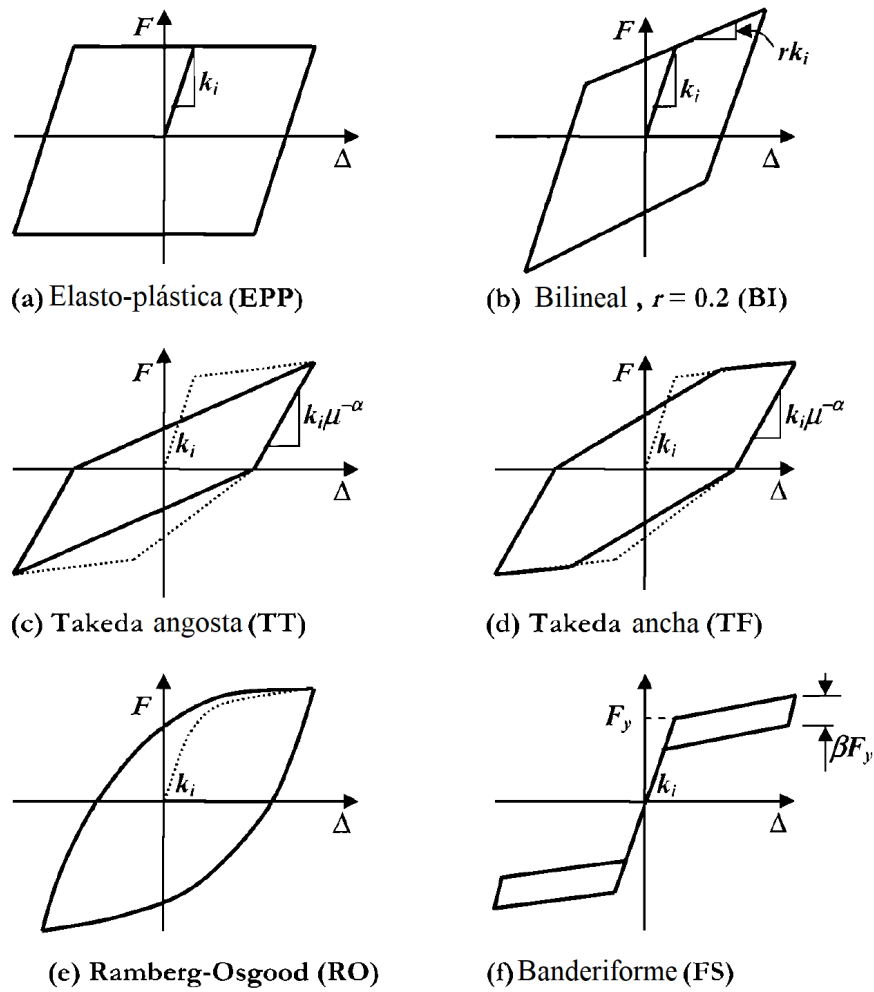 F
k_i
Δ
(a) Elasto-plástica (EPP)
F
rk_i
k_i
Δ
(b) Bilineal , r = 0.2 (BI)
F
k_iμ^{-α}
k_i
Δ
(c) Takeda angosta (TT)
F
k_iμ^{-α}
k_i
Δ
(d) Takeda ancha (TF)
F
k_i
Δ
(e) Ramberg-Osgood (RO)
F
F_y
βF_y
k_i
Δ
(f) Banderiforme (FS)